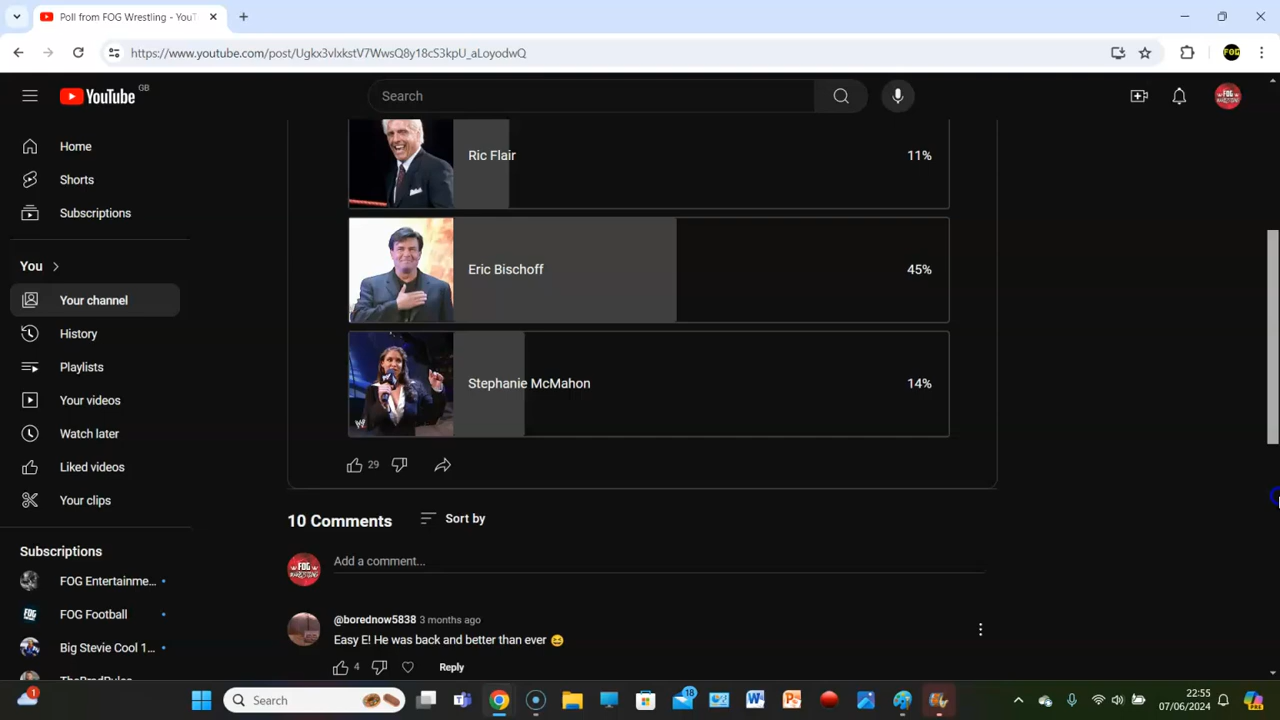 Poll from FOG Wrestling - YouT
https://www.youtube.com/post/Ugkx3vlxkstV7WwsQ8y18cS3kpU_aLoyodwQ
FOG
YouTube GB
Search
Home
Shorts
Subscriptions
You
Your channel
History
Playlists
Your videos
Watch later
Liked videos
Your clips
Subscriptions
FOG Entertainme...
FOG Football
Big Stevie Cool 1...
Ric Flair 11%
Eric Bischoff 45%
Stephanie McMahon 14%
29
10 Comments Sort by
Add a comment...
@borednow5838 3 months ago
Easy E! He was back and better than ever 😆
4 Reply
1
Search
18
22:55
07/06/2024